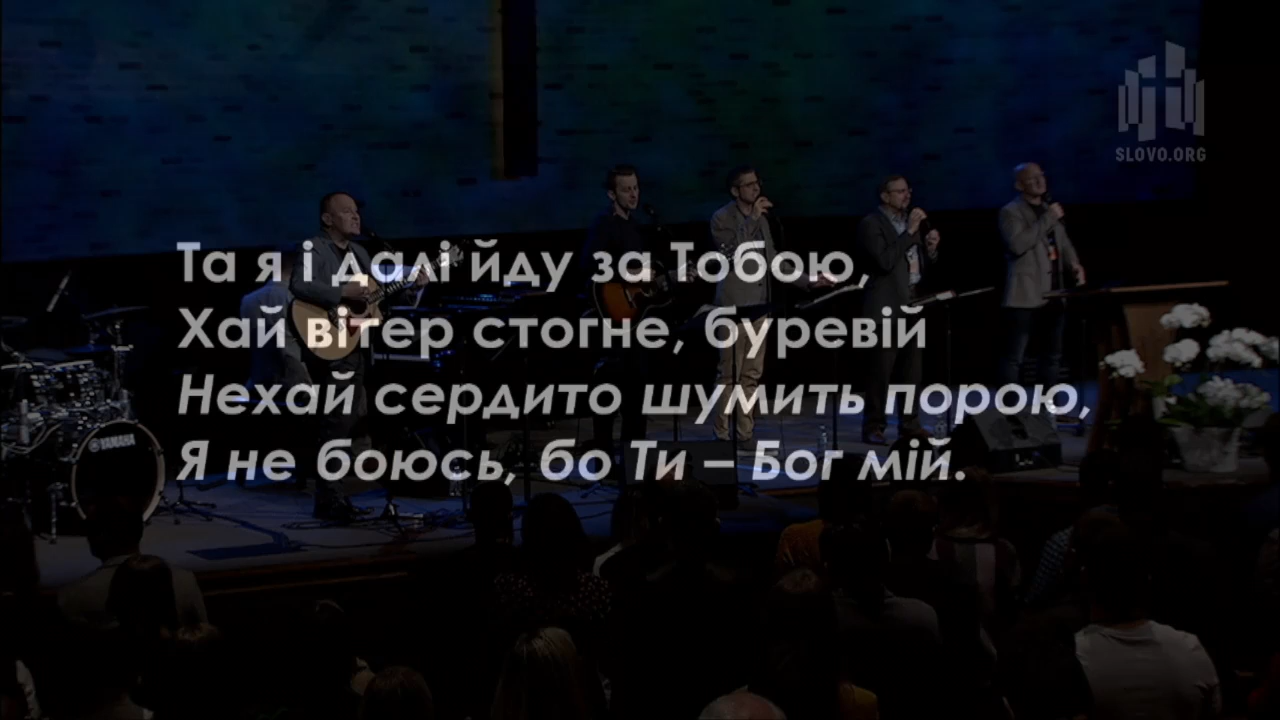 SLOVO.ORG
Та я і далі йду за Тобою,
Хай вітер стогне, буревій
Нехай сердито шумить порою,
Я не боюсь, бо Ти – Бог мій.
YAMAHA